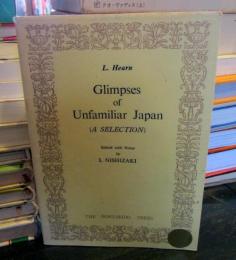 L. Hearn
Glimpses
of
Unfamiliar Japan
(A SELECTION)
Edited with Notes
by
I. NISHIZAKI
THE HOKUSEIDO PRESS